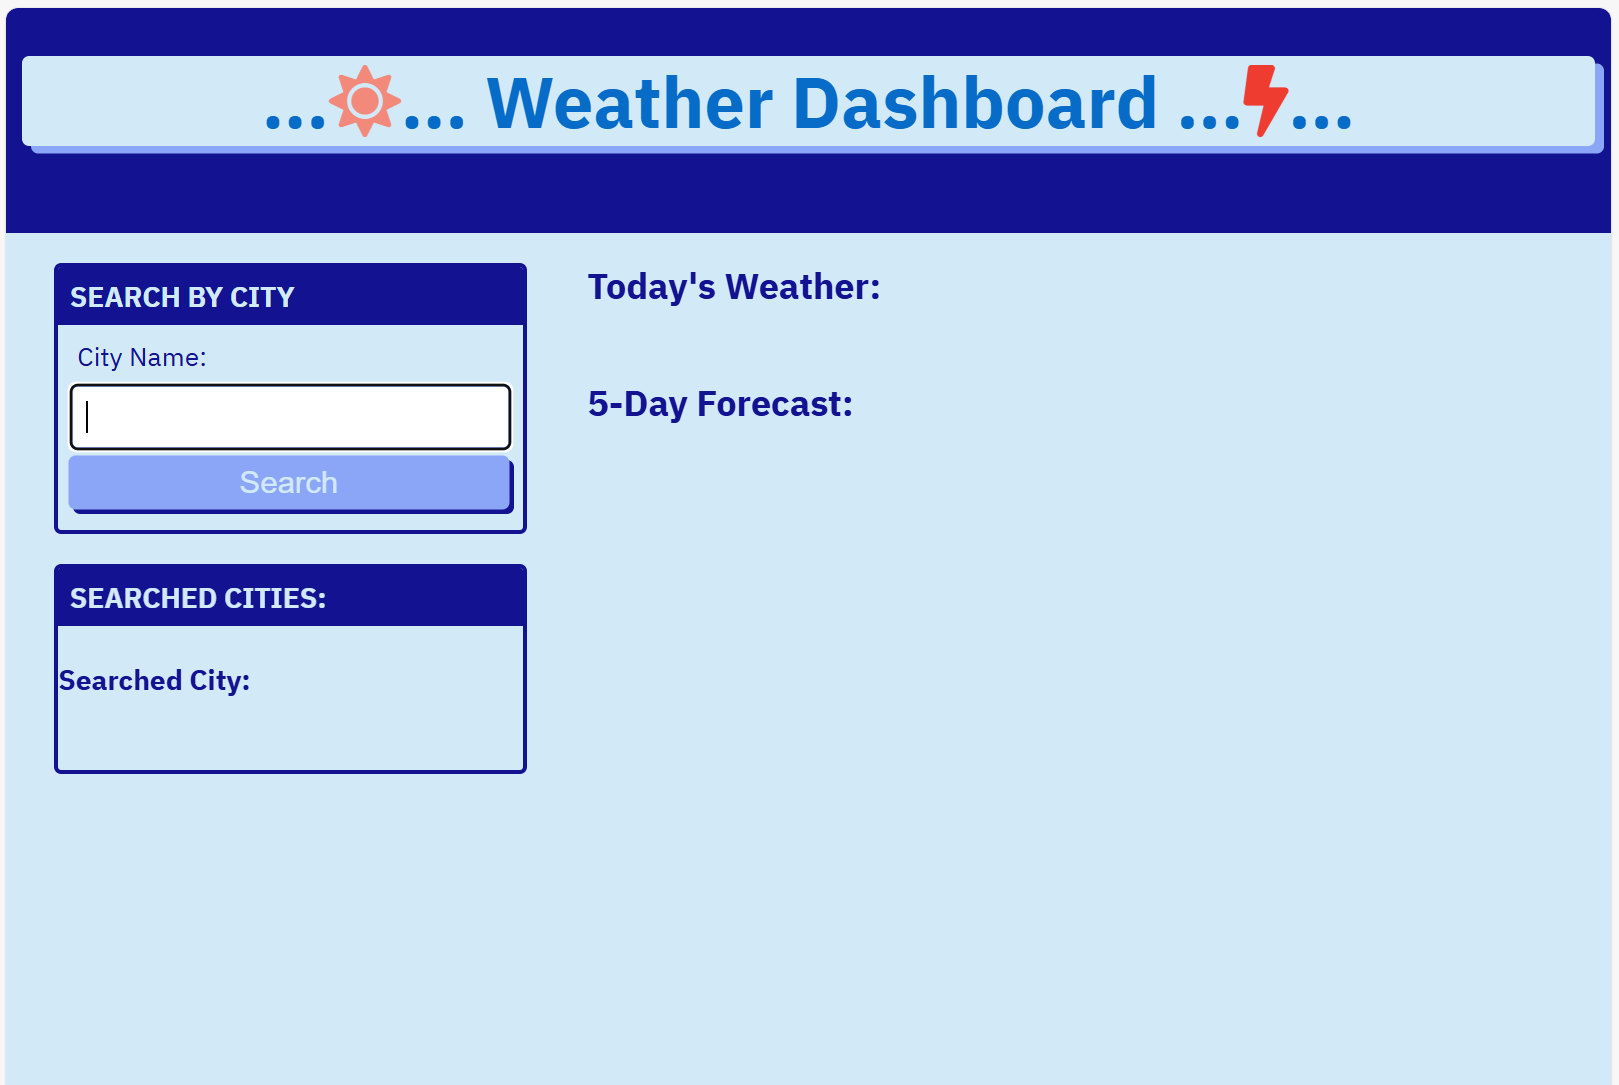 ...... Weather Dashboard ......
SEARCH BY CITY
City Name:
Search
SEARCHED CITIES:
Searched City:
Today's Weather:
5-Day Forecast: